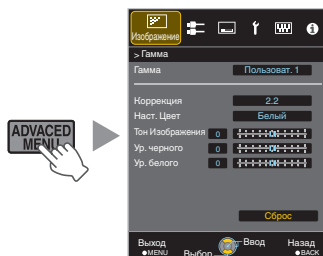 Изображение
> Гамма
Гамма Пользоват. 1
Коррекция 2.2
Наст. Цвет Белый
Тон Изображения 0
Ур. черного 0
Ур. белого 0
ADVACED MENU
Сброс
Выход Ввод Назад
MENU Выбор BACK